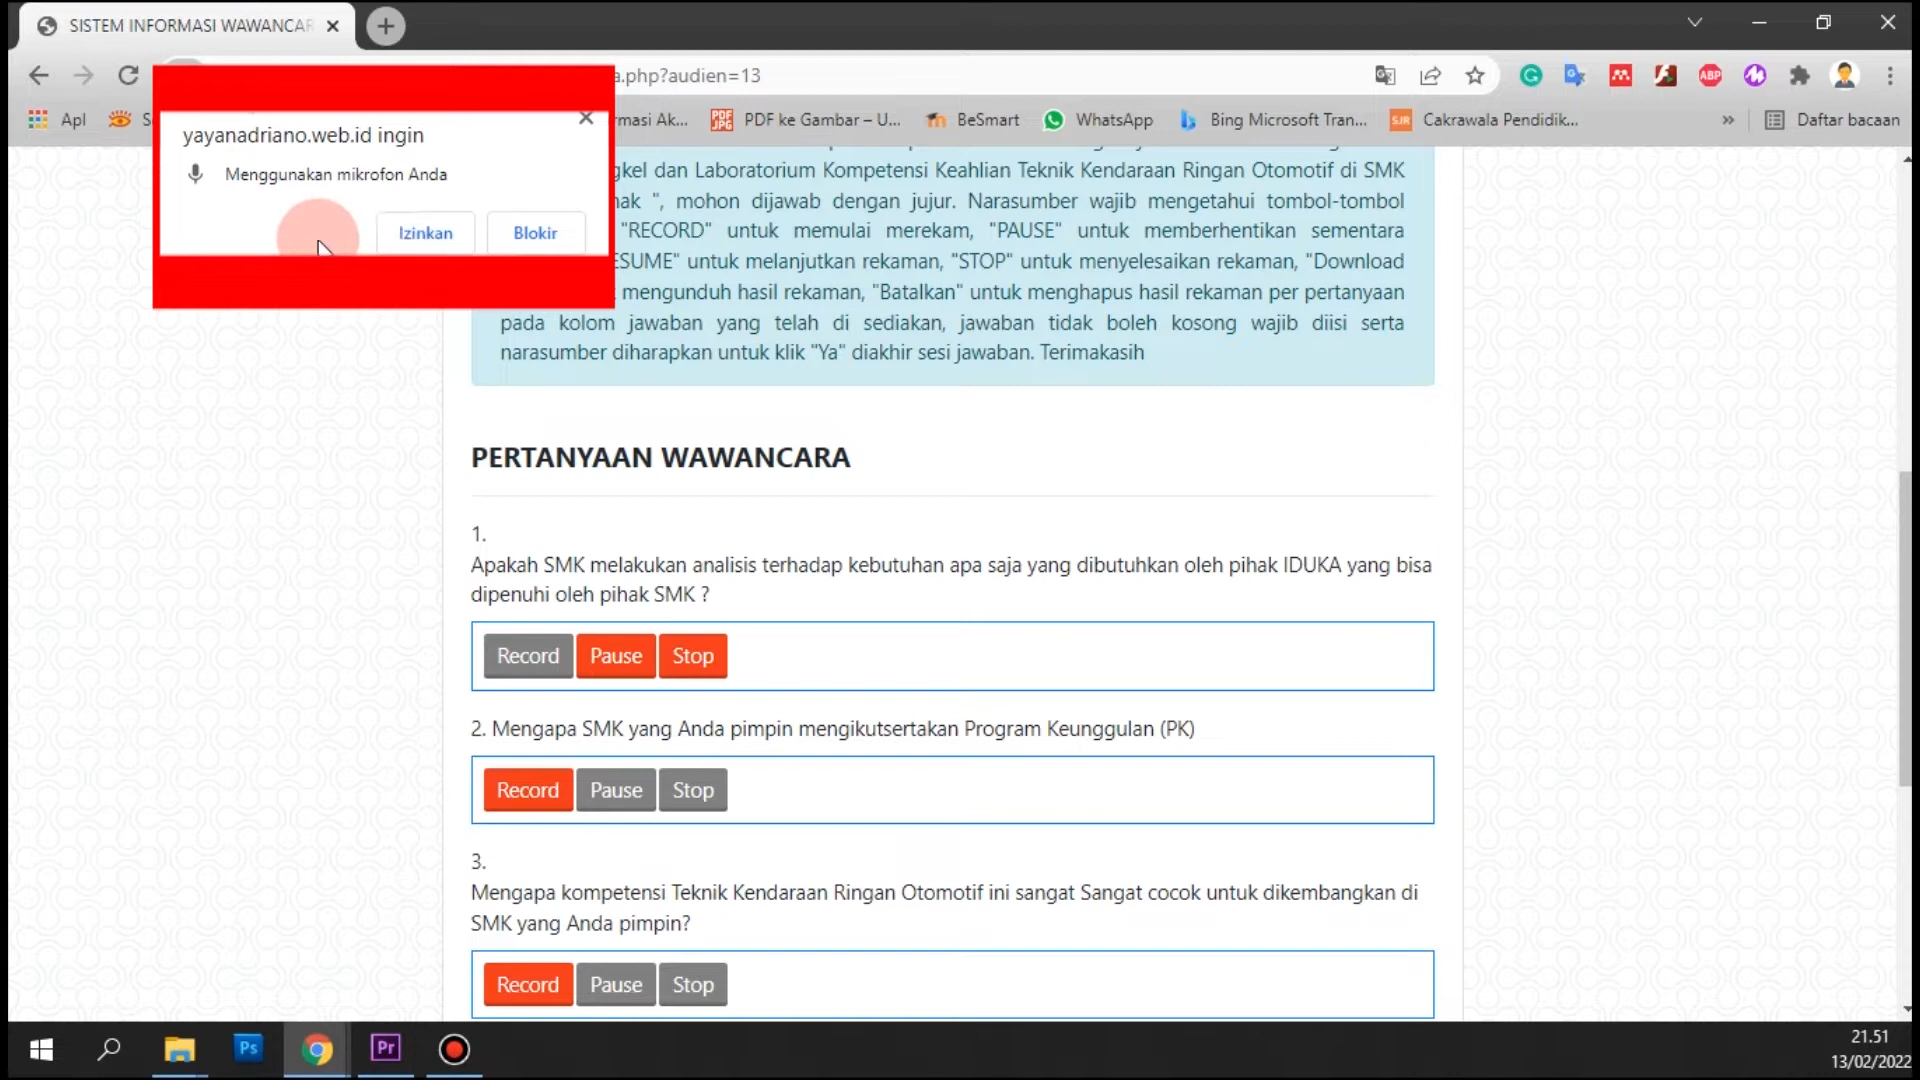 SISTEM INFORMASI WAWANCAR
a.php?audien=13
Apl
S
rmasi Ak...
PDF ke Gambar – U...
BeSmart
WhatsApp
Bing Microsoft Tran...
SJR
Cakrawala Pendidik...
»
Daftar bacaan
ABP
yayanadriano.web.id ingin
Menggunakan mikrofon Anda
Izinkan
Blokir
gkel dan Laboratorium Kompetensi Keahlian Teknik Kendaraan Ringan Otomotif di SMK
nak ", mohon dijawab dengan jujur. Narasumber wajib mengetahui tombol-tombol
"RECORD" untuk memulai merekam, "PAUSE" untuk memberhentikan sementara
ESUME" untuk melanjutkan rekaman, "STOP" untuk menyelesaikan rekaman, "Download
mengunduh hasil rekaman, "Batalkan" untuk menghapus hasil rekaman per pertanyaan
pada kolom jawaban yang telah di sediakan, jawaban tidak boleh kosong wajib diisi serta
narasumber diharapkan untuk klik "Ya" diakhir sesi jawaban. Terimakasih
PERTANYAAN WAWANCARA
1.
Apakah SMK melakukan analisis terhadap kebutuhan apa saja yang dibutuhkan oleh pihak IDUKA yang bisa
dipenuhi oleh pihak SMK ?
Record Pause Stop
2. Mengapa SMK yang Anda pimpin mengikutsertakan Program Keunggulan (PK)
Record Pause Stop
3.
Mengapa kompetensi Teknik Kendaraan Ringan Otomotif ini sangat Sangat cocok untuk dikembangkan di
SMK yang Anda pimpin?
Record Pause Stop
Ps
Pr
21.51
13/02/2022